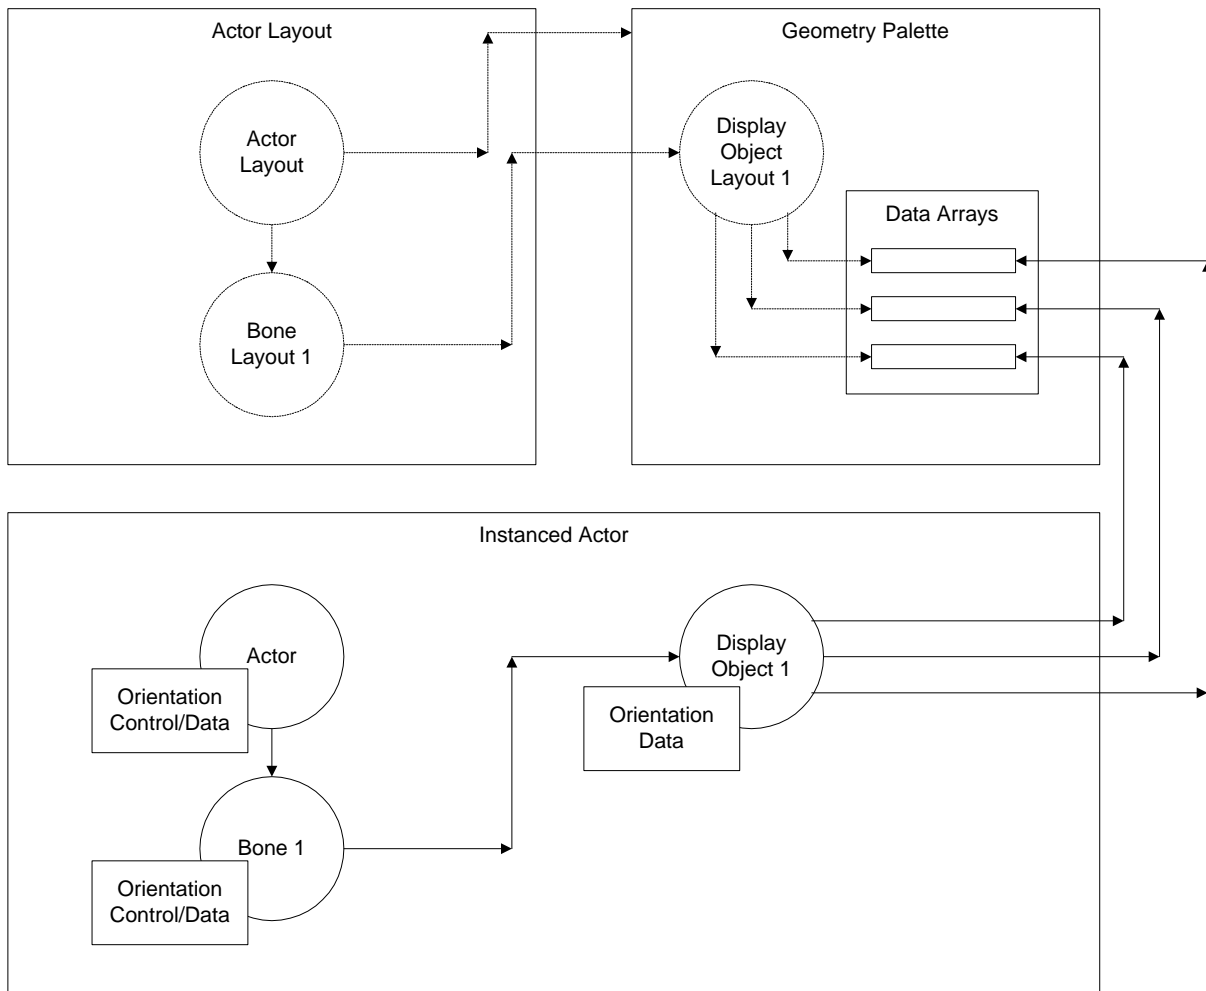 Actor Layout
Geometry Palette
Actor
Layout
Display
Object
Layout 1
Data Arrays
Bone
Layout 1
Instanced Actor
Actor
Orientation
Control/Data
Display
Object 1
Orientation
Data
Bone 1
Orientation
Control/Data